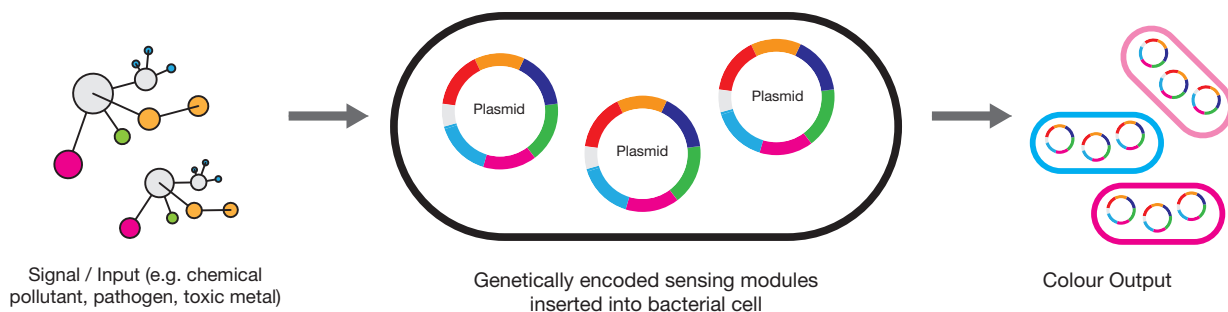 Plasmid
Plasmid
Plasmid
Signal / Input (e.g. chemical
pollutant, pathogen, toxic metal)
Genetically encoded sensing modules
inserted into bacterial cell
Colour Output